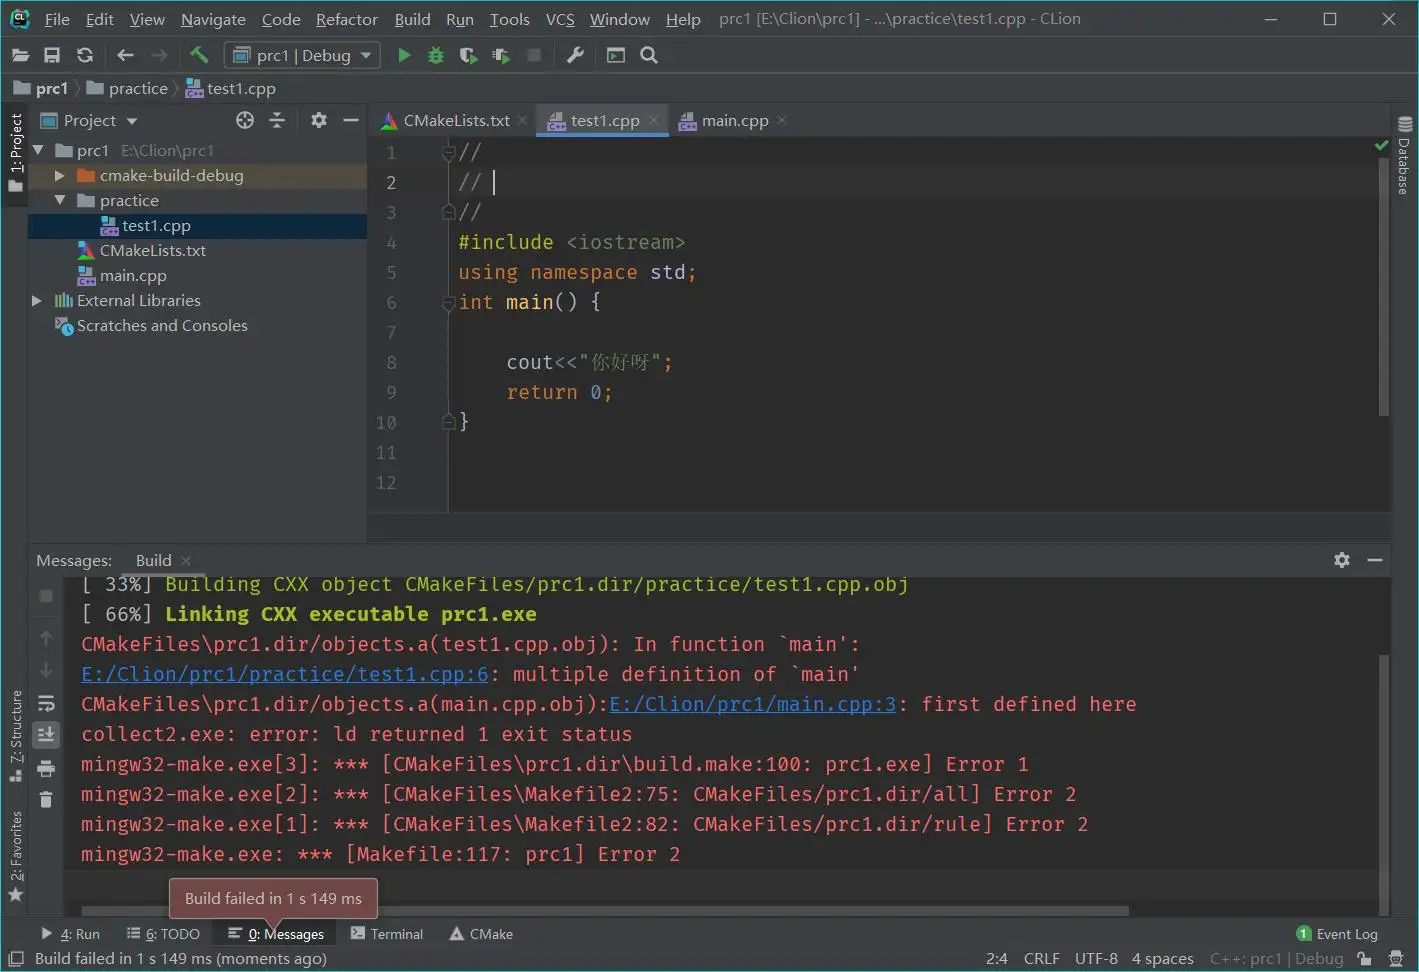 File Edit View Navigate Code Refactor Build Run Tools VCS Window Help prc1 [E:\Clion\prc1] - ...\practice\test1.cpp - CLion
prc1 | Debug
prc1 practice test1.cpp
1: Project
Project
prc1 E:\Clion\prc1
cmake-build-debug
practice
test1.cpp
CMakeLists.txt
main.cpp
External Libraries
Scratches and Consoles
CMakeLists.txt test1.cpp main.cpp
1 //
2 //
3 //
4 #include <iostream>
5 using namespace std;
6 int main() {
7
8 cout<<"你好呀";
9 return 0;
10 }
11
12
Database
Messages: Build
[ 33%] Building CXX object CMakeFiles/prc1.dir/practice/test1.cpp.obj
[ 66%] Linking CXX executable prc1.exe
CMakeFiles\prc1.dir/objects.a(test1.cpp.obj): In function `main':
E:/Clion/prc1/practice/test1.cpp:6: multiple definition of `main'
CMakeFiles\prc1.dir/objects.a(main.cpp.obj):E:/Clion/prc1/main.cpp:3: first defined here
collect2.exe: error: ld returned 1 exit status
mingw32-make.exe[3]: *** [CMakeFiles\prc1.dir\build.make:100: prc1.exe] Error 1
mingw32-make.exe[2]: *** [CMakeFiles\Makefile2:75: CMakeFiles/prc1.dir/all] Error 2
mingw32-make.exe[1]: *** [CMakeFiles\Makefile2:82: CMakeFiles/prc1.dir/rule] Error 2
mingw32-make.exe: *** [Makefile:117: prc1] Error 2
7: Structure
2: Favorites
Build failed in 1 s 149 ms
4: Run 6: TODO 0: Messages Terminal CMake 1 Event Log
Build failed in 1 s 149 ms (moments ago) 2:4 CRLF UTF-8 4 spaces C++: prc1 | Debug